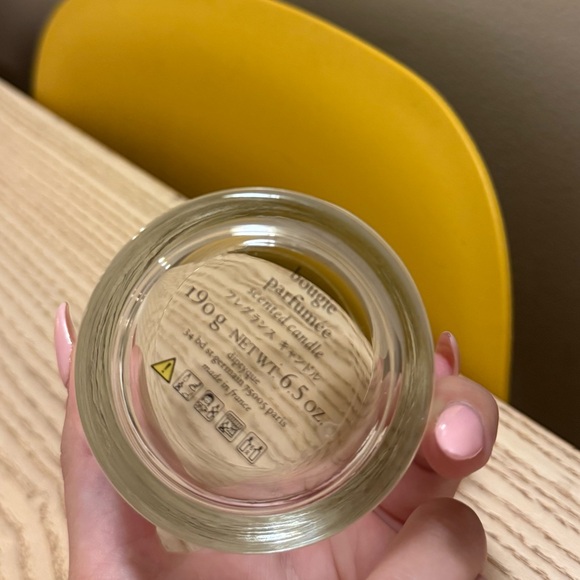 bougie
parfumée
scented candle
フレグランス キャンドル
190g NET WT. 6.5 OZ.
diptyque
34 bd st germain 75005 paris
made in france